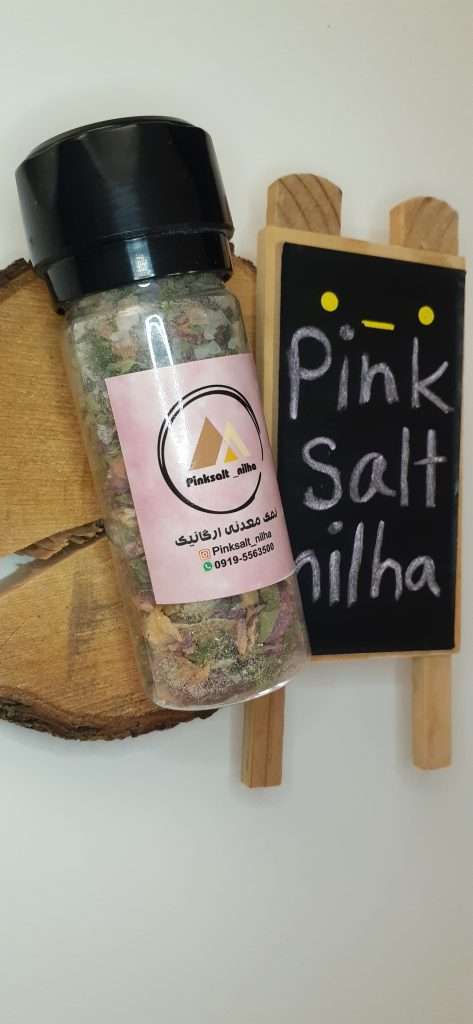 Pinksalt _nilha
نمک معدنی ارگانیک
Pinksalt_nilha
0919-5563500
Pink
Salt
nilha